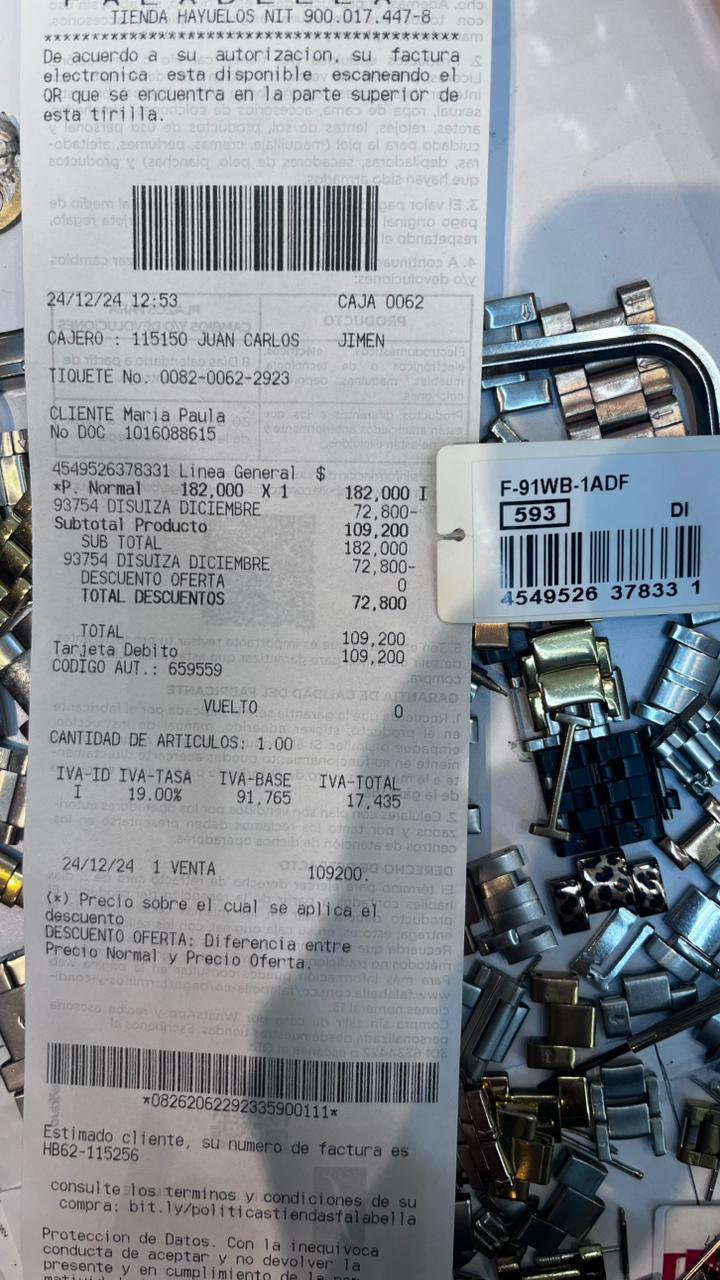 TIENDA HAYUELOS NIT 900.017.447-8
****************************************
De acuerdo a su autorizacion, su factura
electronica esta disponible escaneando el
QR que se encuentra en la parte superior de
esta tirilla.
24/12/24 12:53 CAJA 0062
CAJERO : 115150 JUAN CARLOS JIMEN
TIQUETE No. 0082-0062-2923
CLIENTE Maria Paula
No DOC 1016088615
4549526378331 Linea General $
*P. Normal 182,000 X 1 182,000 I
93754 DISUIZA DICIEMBRE 72,800-
Subtotal Producto 109,200
SUB TOTAL 182,000
93754 DISUIZA DICIEMBRE 72,800-
DESCUENTO OFERTA 0
TOTAL DESCUENTOS 72,800
TOTAL 109,200
Tarjeta Debito 109,200
CODIGO AUT.: 659559
VUELTO 0
CANTIDAD DE ARTICULOS: 1.00
IVA-ID IVA-TASA IVA-BASE IVA-TOTAL
I 19.00% 91,765 17,435
24/12/24 1 VENTA 109200.
(*) Precio sobre el cual se aplica el
descuento
DESCUENTO OFERTA: Diferencia entre
Precio Normal y Precio Oferta.
*08262062292335900111*
Estimado cliente, su numero de factura es
HB62-115256
consulte los terminos y condiciones de su
compra: bit.ly/politicastiendasfalabella
Proteccion de Datos. Con la inequivoca
conducta de aceptar y no devolver la
presente y en cumplimiento de la
F-91WB-1ADF
593 DI
4549526 37833 1